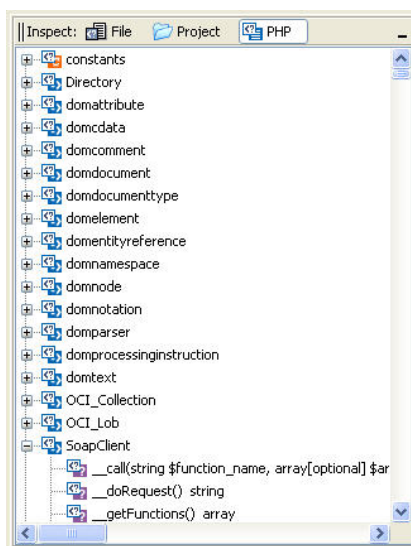 Inspect: File Project PHP
constants
Directory
domattribute
domcdata
domcomment
domdocument
domdocumenttype
domelement
domentityreference
domnamespace
domnode
domnotation
domparser
domprocessinginstruction
domtext
OCI_Collection
OCI_Lob
SoapClient
__call(string $function_name, array[optional] $ar
__doRequest() string
__getFunctions() array